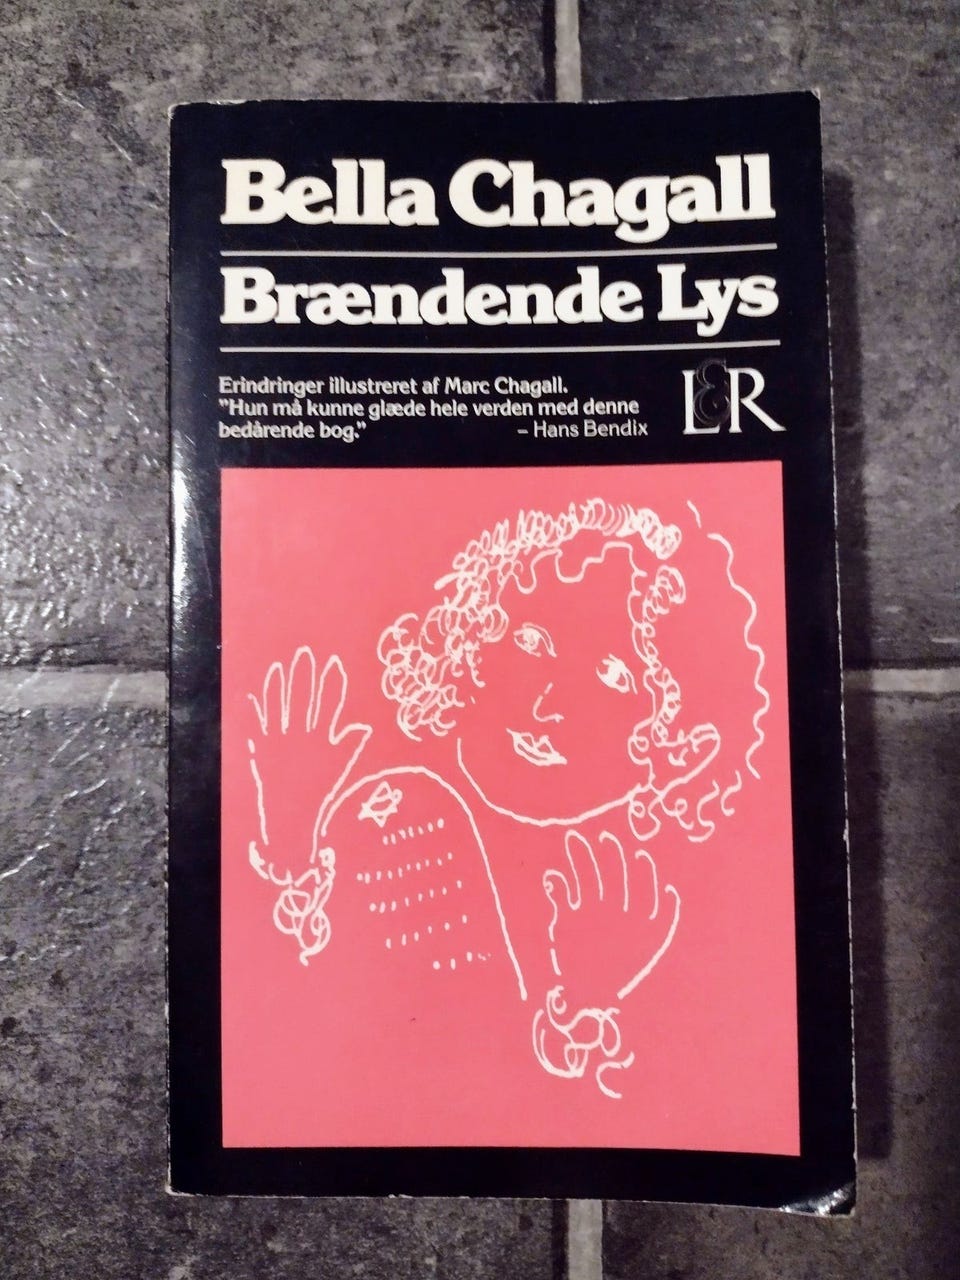 Bella Chagall
Brændende Lys
Erindringer illustreret af Marc Chagall.
"Hun må kunne glæde hele verden med denne
bedårende bog."
– Hans Bendix
L&R